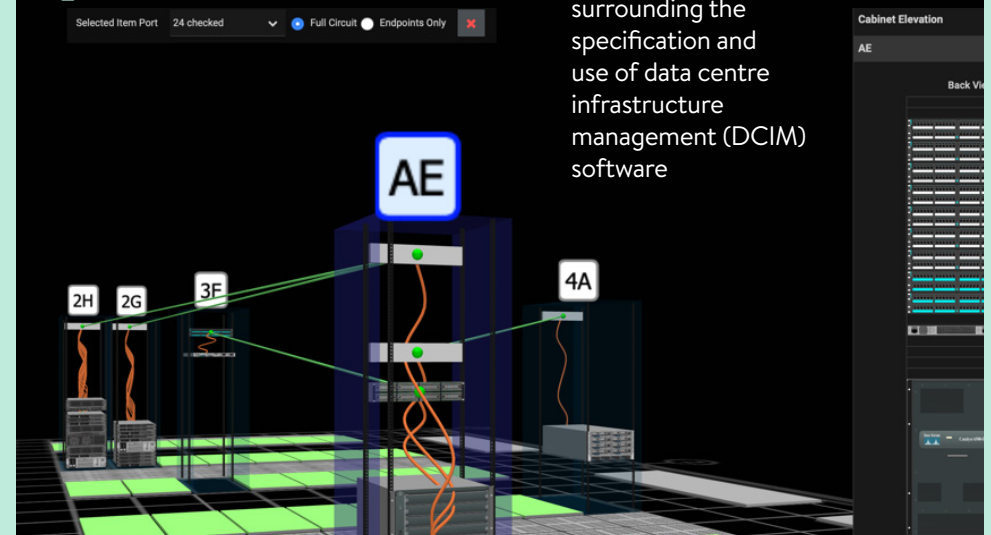 surrounding the
specification and
use of data centre
infrastructure
management (DCIM)
software
Selected Item Port 24 checked Full Circuit Endpoints Only
Cabinet Elevation
AE
Back Vi
AE
2H
2G
3F
4A